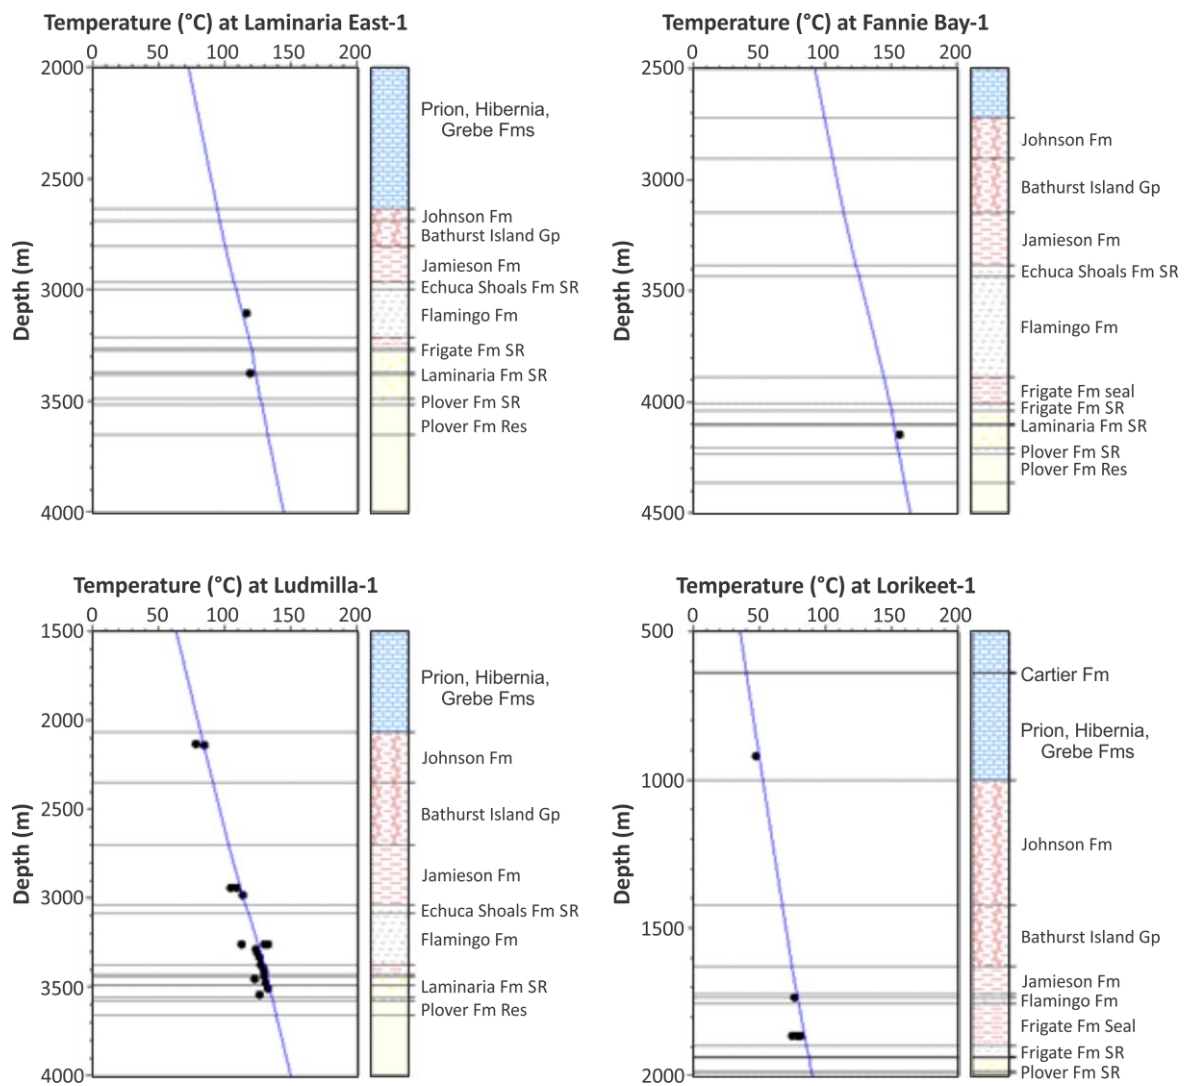 Temperature (°C) at Laminaria East-1
0 50 100 150 200
2000
2500
3000
3500
4000
Depth (m)
Prion, Hibernia,
Grebe Fms
Johnson Fm
Bathurst Island Gp
Jamieson Fm
Echuca Shoals Fm SR
Flamingo Fm
Frigate Fm SR
Laminaria Fm SR
Plover Fm SR
Plover Fm Res
Temperature (°C) at Fannie Bay-1
0 50 100 150 200
2500
3000
3500
4000
4500
Depth (m)
Johnson Fm
Bathurst Island Gp
Jamieson Fm
Echuca Shoals Fm SR
Flamingo Fm
Frigate Fm seal
Frigate Fm SR
Laminaria Fm SR
Plover Fm SR
Plover Fm Res
Temperature (°C) at Ludmilla-1
0 50 100 150 200
1500
2000
2500
3000
3500
4000
Depth (m)
Prion, Hibernia,
Grebe Fms
Johnson Fm
Bathurst Island Gp
Jamieson Fm
Echuca Shoals Fm SR
Flamingo Fm
Laminaria Fm SR
Plover Fm Res
Temperature (°C) at Lorikeet-1
0 50 100 150 200
500
1000
1500
2000
Depth (m)
Cartier Fm
Prion, Hibernia,
Grebe Fms
Johnson Fm
Bathurst Island Gp
Jamieson Fm
Flamingo Fm
Frigate Fm Seal
Frigate Fm SR
Plover Fm SR